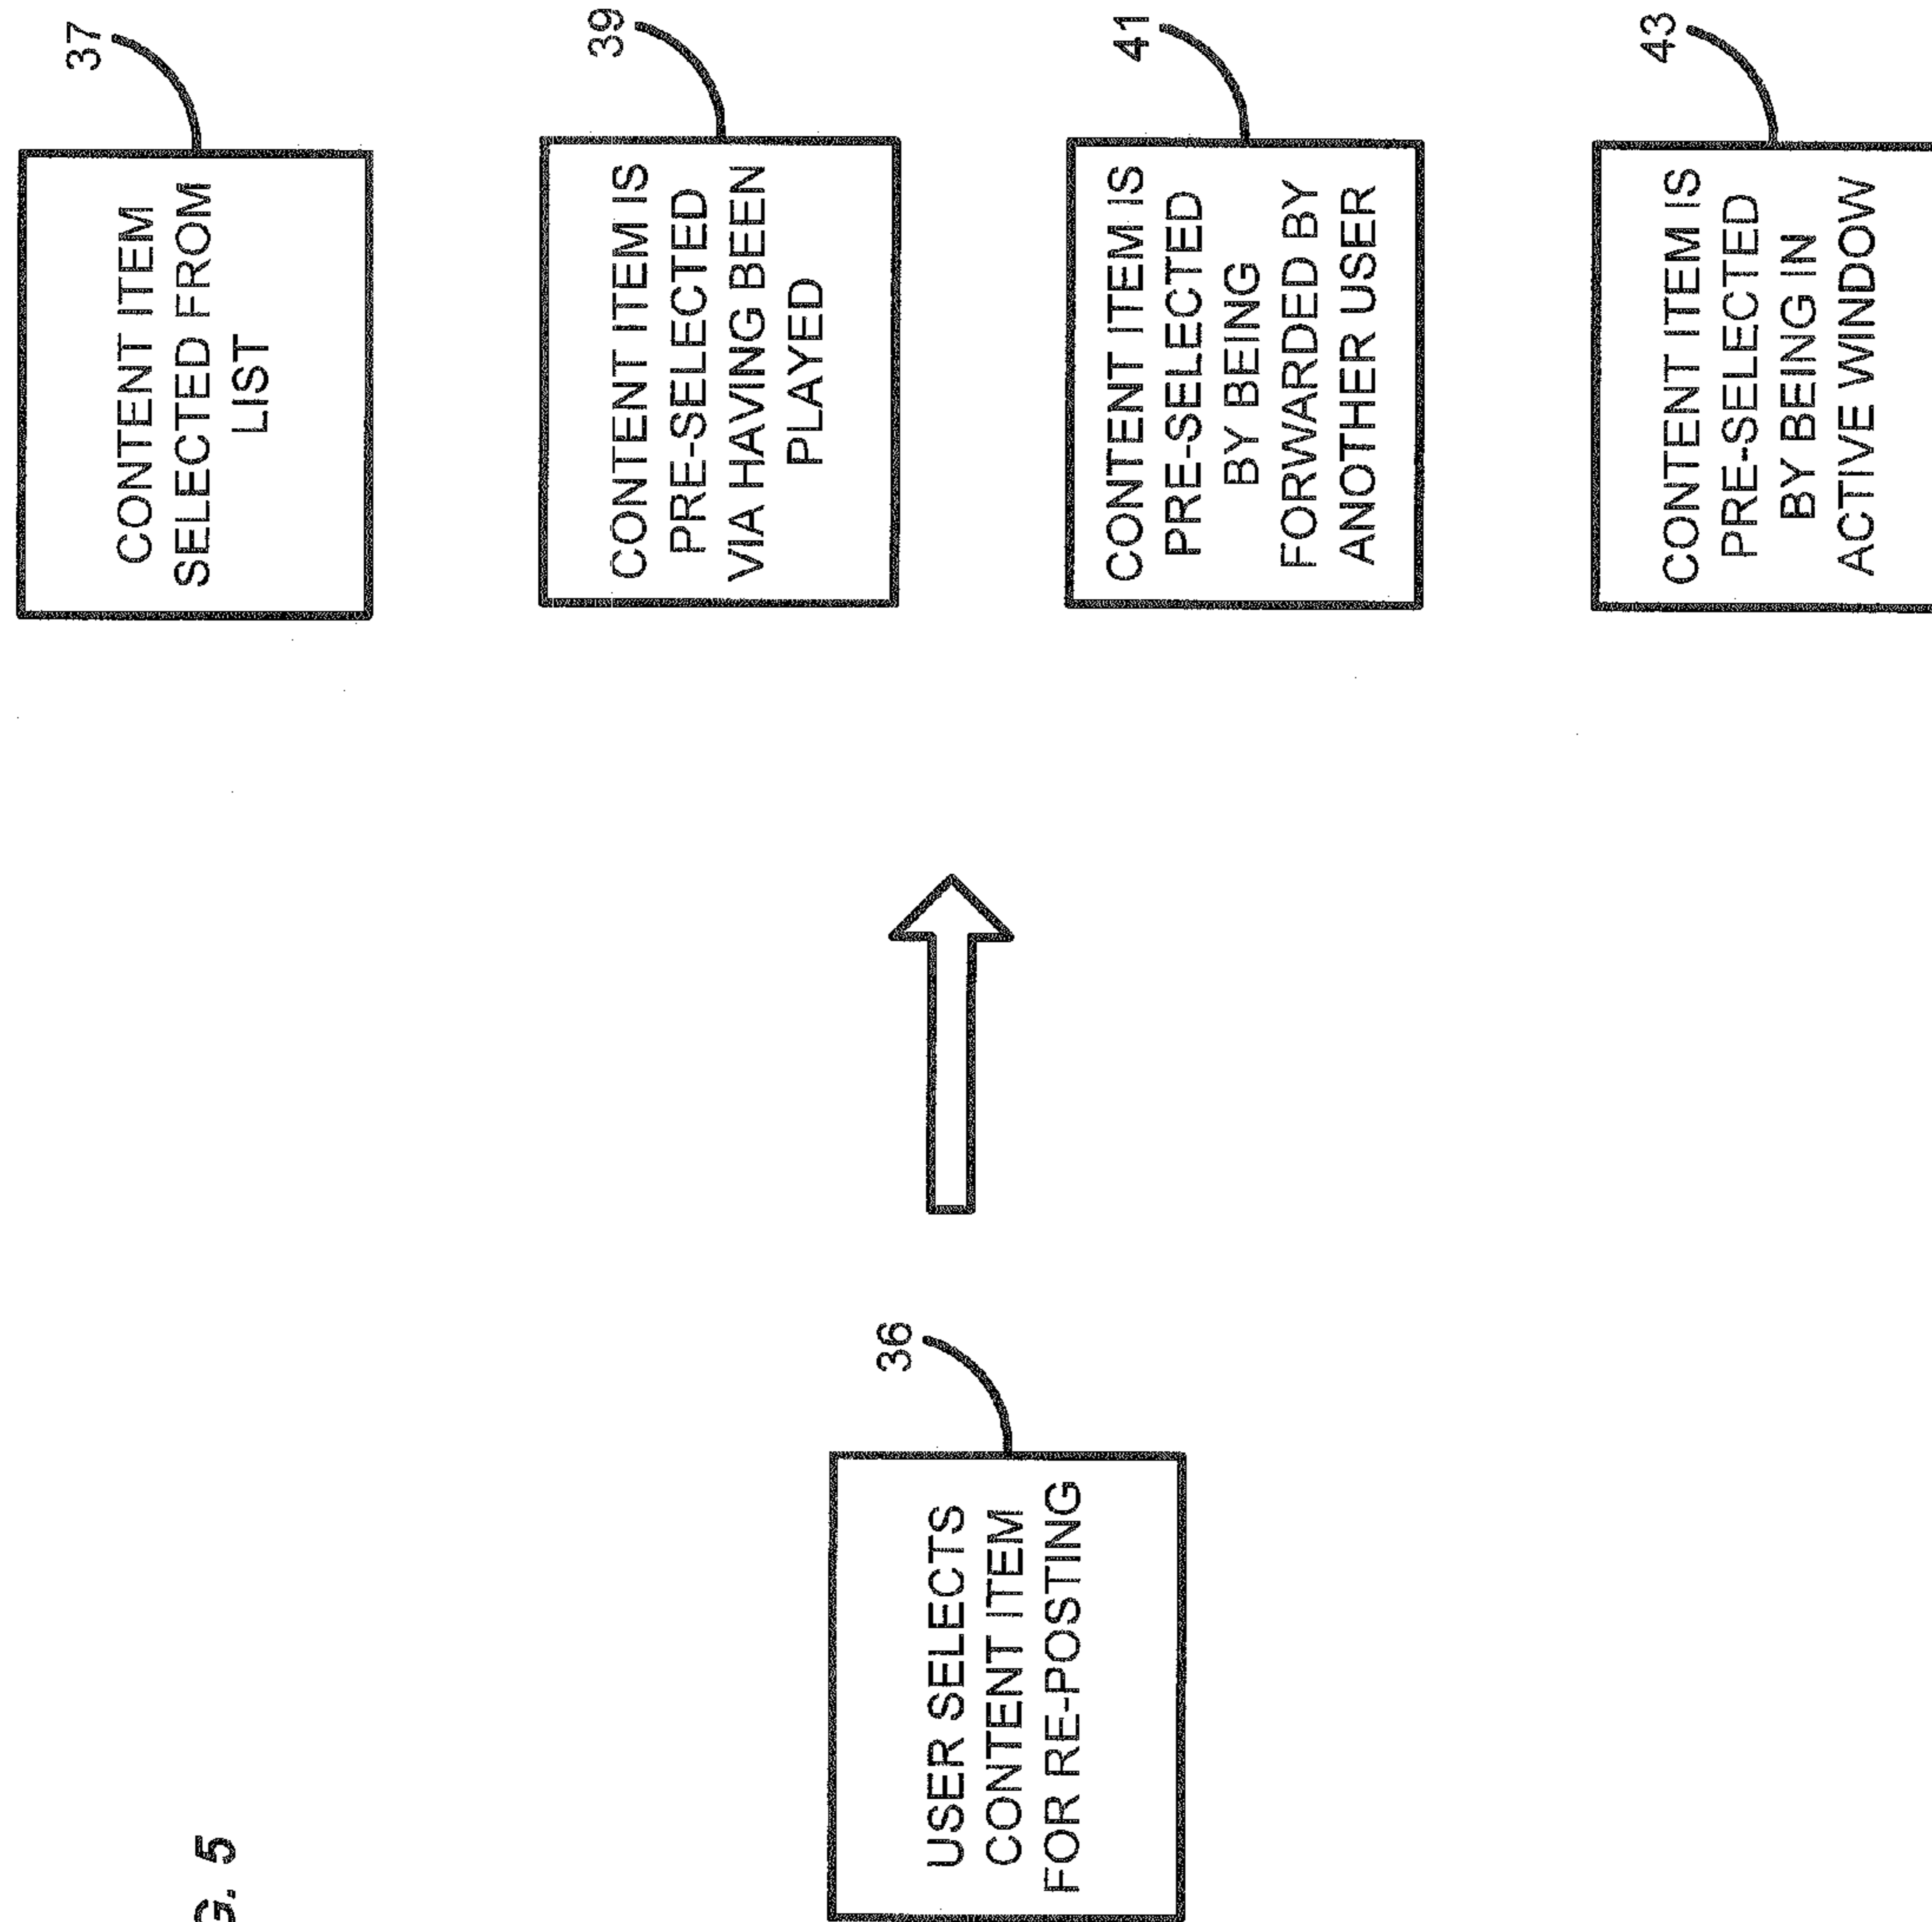 G. 5
36
USER SELECTS
CONTENT ITEM
FOR RE-POSTING
37
CONTENT ITEM
SELECTED FROM
LIST
39
CONTENT ITEM IS
PRE-SELECTED
VIA HAVING BEEN
PLAYED
41
CONTENT ITEM IS
PRE-SELECTED
BY BEING
FORWARDED BY
ANOTHER USER
43
CONTENT ITEM IS
PRE-SELECTED
BY BEING IN
ACTIVE WINDOW